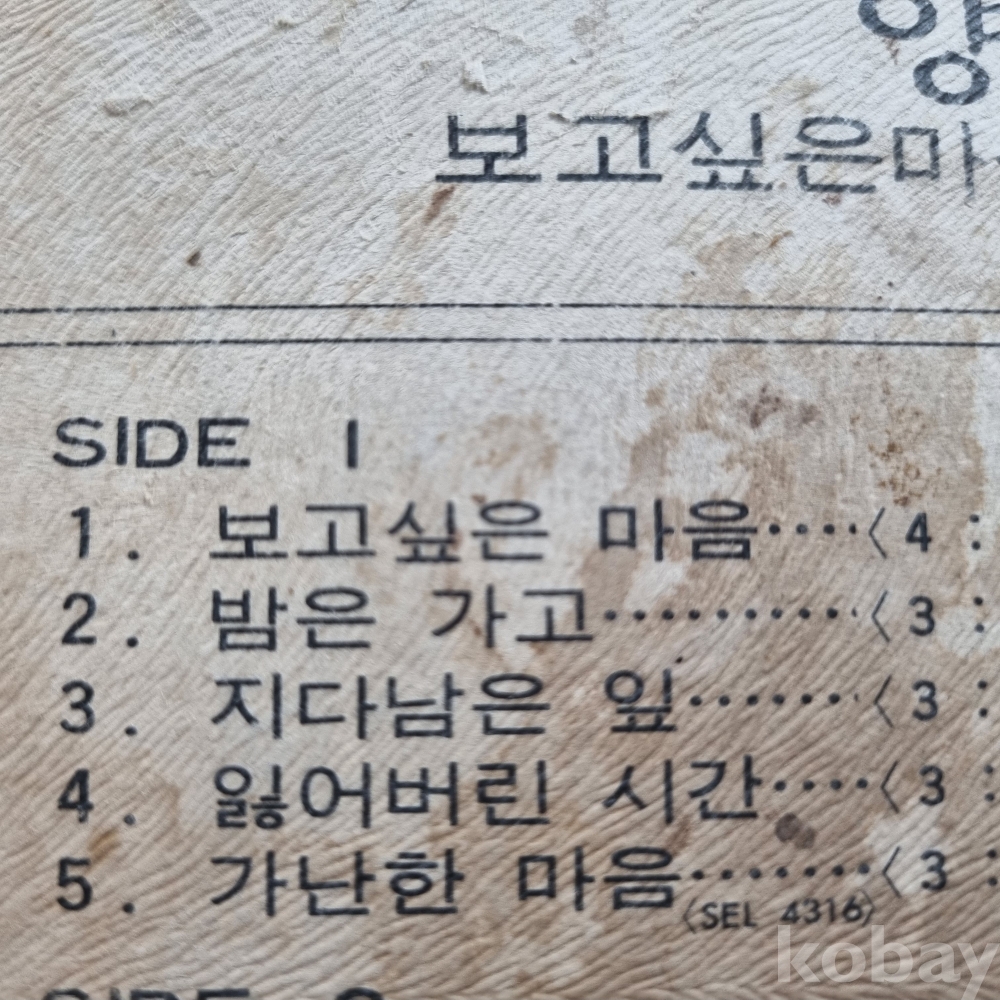 보고싶은마
SIDE 1
1. 보고싶은 마음····〈4:
2. 밤은 가고··········〈3:
3. 지다남은 잎·······〈3:
4. 잃어버린 시간····〈3:
5. 가난한 마음·······〈3:
〈SEL 4316〉
kobay